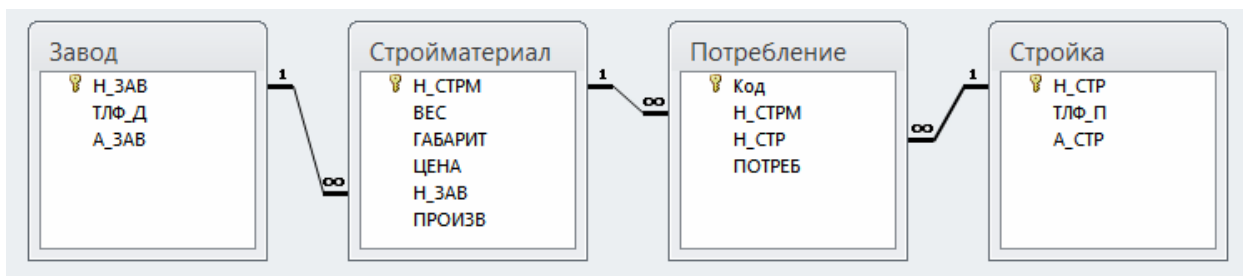 Завод
Н_ЗАВ
ТЛФ_Д
А_ЗАВ
1
∞
Стройматериал
Н_СТРМ
ВЕС
ГАБАРИТ
ЦЕНА
Н_ЗАВ
ПРОИЗВ
1
∞
Потребление
Код
Н_СТРМ
Н_СТР
ПОТРЕБ
∞
1
Стройка
Н_СТР
ТЛФ_П
А_СТР